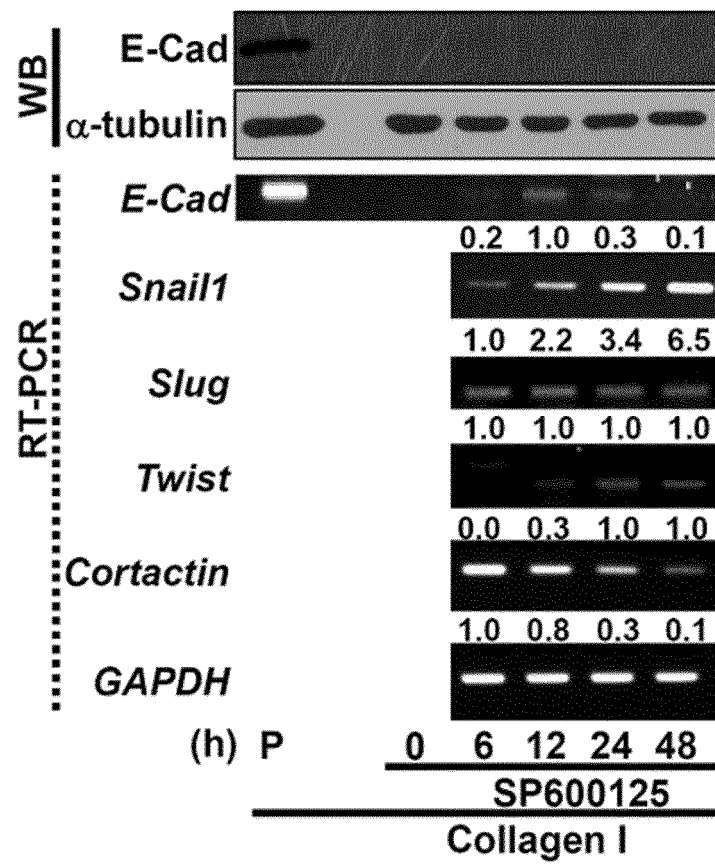 WB
E-Cad
α-tubulin
RT-PCR
E-Cad
0.2 1.0 0.3 0.1
Snail1
1.0 2.2 3.4 6.5
Slug
1.0 1.0 1.0 1.0
Twist
0.0 0.3 1.0 1.0
Cortactin
1.0 0.8 0.3 0.1
GAPDH
(h) P 0 6 12 24 48
SP600125
Collagen I